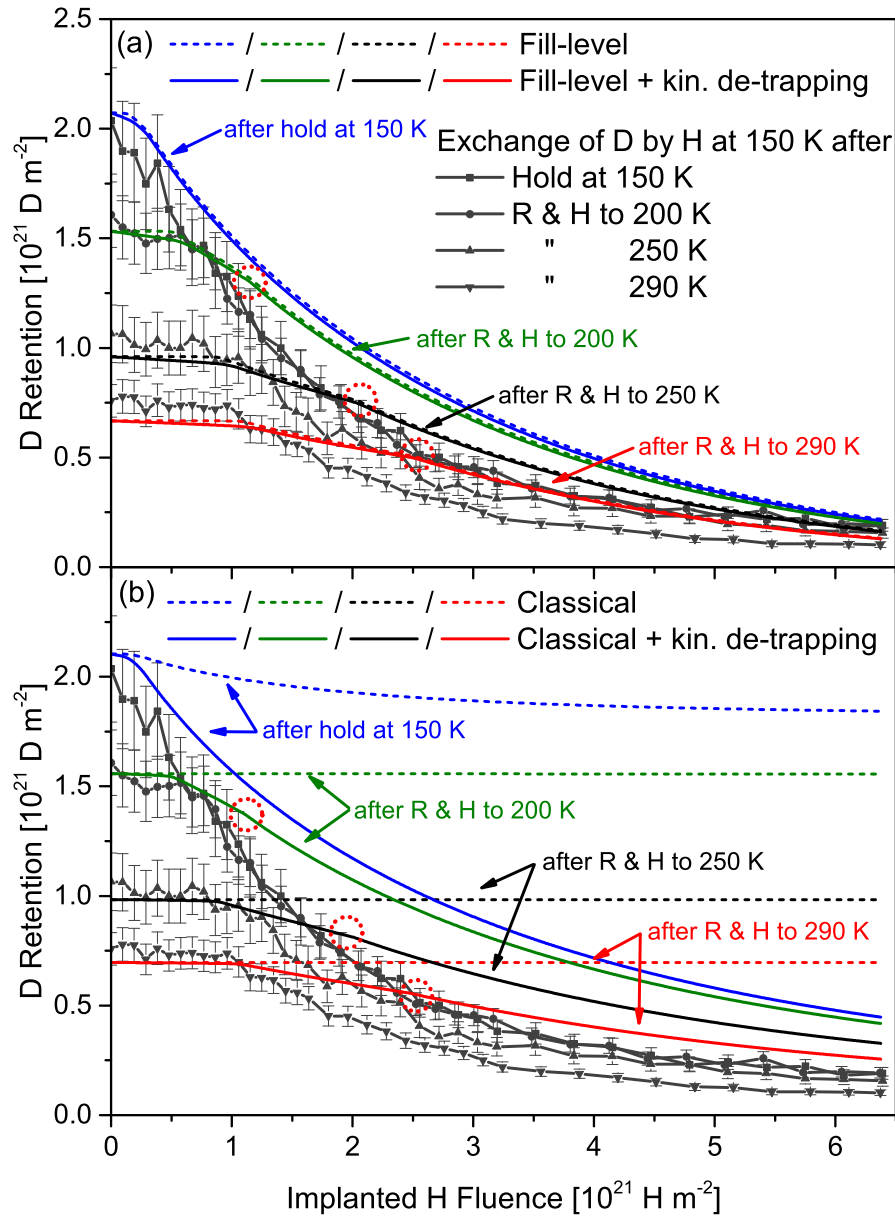 (a) / / / Fill-level
/ / / Fill-level + kin. de-trapping
after hold at 150 K
Exchange of D by H at 150 K after
Hold at 150 K
R & H to 200 K
" 250 K
" 290 K
after R & H to 200 K
after R & H to 250 K
after R & H to 290 K
2.5
2.0
1.5
1.0
0.5
0.0
D Retention [10²¹ D m⁻²]
(b) / / / Classical
/ / / Classical + kin. de-trapping
after hold at 150 K
after R & H to 200 K
after R & H to 250 K
after R & H to 290 K
2.0
1.5
1.0
0.5
0.0
D Retention [10²¹ D m⁻²]
0 1 2 3 4 5 6
Implanted H Fluence [10²¹ H m⁻²]